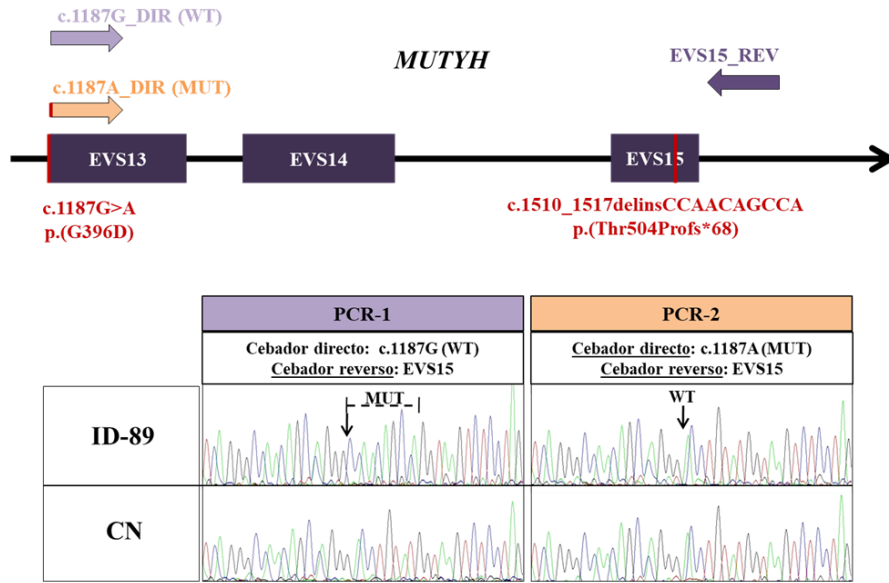 c.1187G_DIR (WT)
MUTYH
EVS15_REV
c.1187A_DIR (MUT)
EVS13
EVS14
EVS15
c.1187G>A
p.(G396D)
c.1510_1517delinsCCAACAGCCA
p.(Thr504Profs*68)
PCR-1
PCR-2
Cebador directo: c.1187G (WT)
Cebador reverso: EVS15
Cebador directo: c.1187A (MUT)
Cebador reverso: EVS15
ID-89
MUT
WT
CN